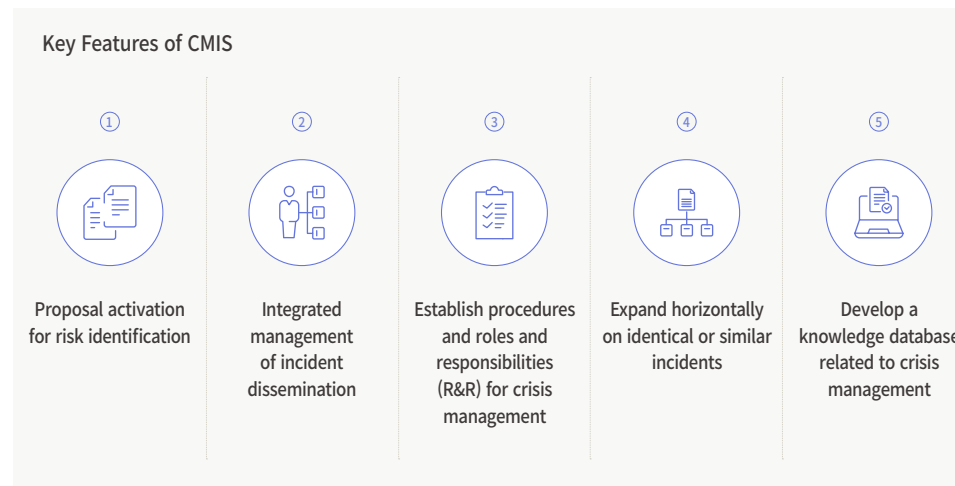 Key Features of CMIS
1
2
3
4
5
Proposal activation
for risk identification
Integrated
management
of incident
dissemination
Establish procedures
and roles and
responsibilities
(R&R) for crisis
management
Expand horizontally
on identical or similar
incidents
Develop a
knowledge database
related to crisis
management